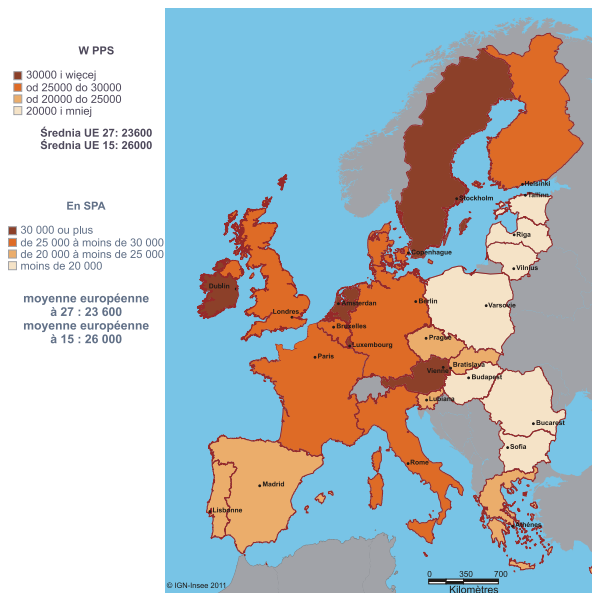 W PPS
30000 i więcej
od 25000 do 30000
od 20000 do 25000
20000 i mniej
Średnia UE 27: 23600
Średnia UE 15: 26000
En SPA
30 000 ou plus
de 25 000 à moins de 30 000
de 20 000 à moins de 25 000
moins de 20 000
moyenne européenne
à 27 : 23 600
moyenne européenne
à 15 : 26 000
Helsinki
Tallinn
Stockholm
Riga
Copenhague
Vilnius
Dublin
Amsterdam
Berlin
Varsovie
Londres
Bruxelles
Prague
Luxembourg
Paris
Bratislava
Vienne
Budapest
Lubiana
Bucarest
Sofia
Rome
Madrid
Lisbonne
Athènes
0 350 700
Kilomètres
© IGN-Insee 2011